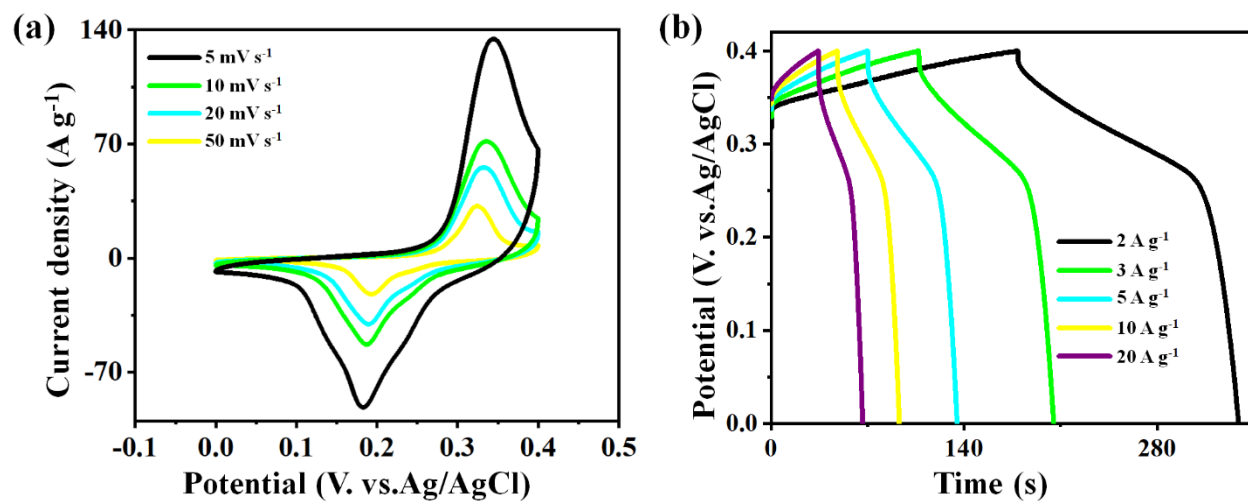 (a)
140
70
0
-70
Current density (A g⁻¹)
5 mV s⁻¹
10 mV s⁻¹
20 mV s⁻¹
50 mV s⁻¹
-0.1 0.0 0.1 0.2 0.3 0.4 0.5
Potential (V. vs.Ag/AgCl)
(b)
0.4
0.3
0.2
0.1
0.0
Potential (V. vs.Ag/AgCl)
2 A g⁻¹
3 A g⁻¹
5 A g⁻¹
10 A g⁻¹
20 A g⁻¹
0 140 280
Time (s)